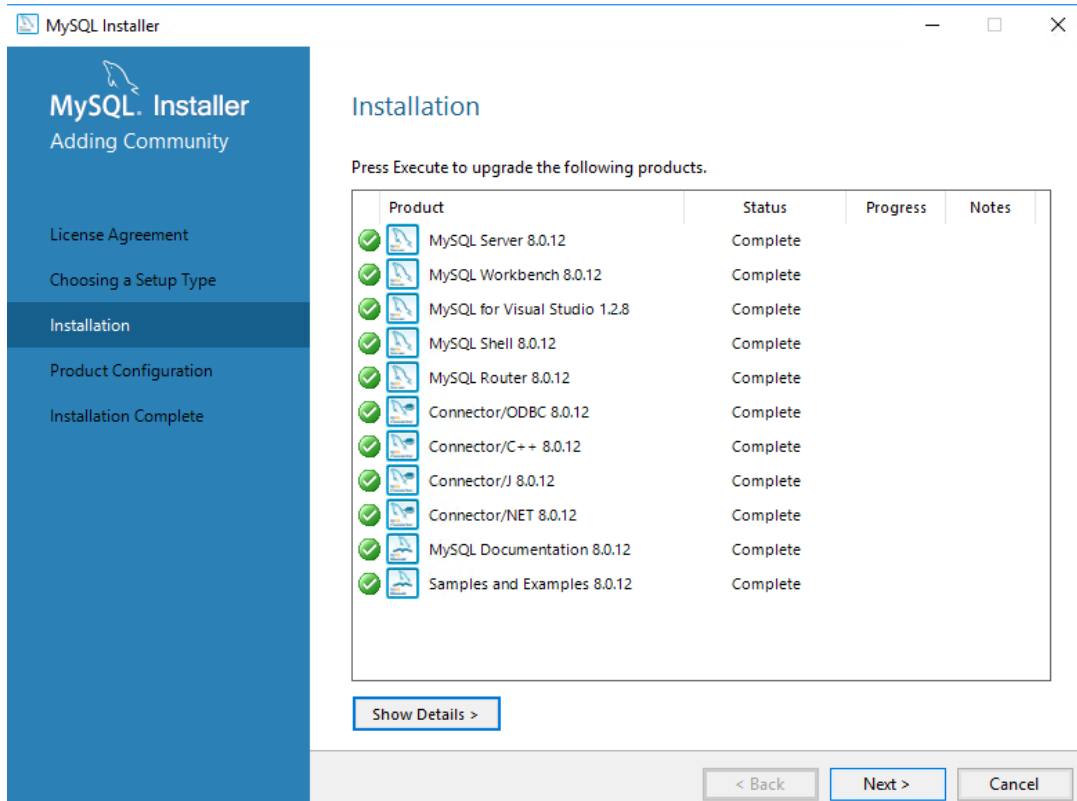 MySQL Installer
MySQL. Installer
Adding Community
License Agreement
Choosing a Setup Type
Installation
Product Configuration
Installation Complete
Installation
Press Execute to upgrade the following products.
Product Status Progress Notes
MySQL Server 8.0.12 Complete
MySQL Workbench 8.0.12 Complete
MySQL for Visual Studio 1.2.8 Complete
MySQL Shell 8.0.12 Complete
MySQL Router 8.0.12 Complete
Connector/ODBC 8.0.12 Complete
Connector/C++ 8.0.12 Complete
Connector/J 8.0.12 Complete
Connector/NET 8.0.12 Complete
MySQL Documentation 8.0.12 Complete
Samples and Examples 8.0.12 Complete
Show Details >
< Back Next > Cancel